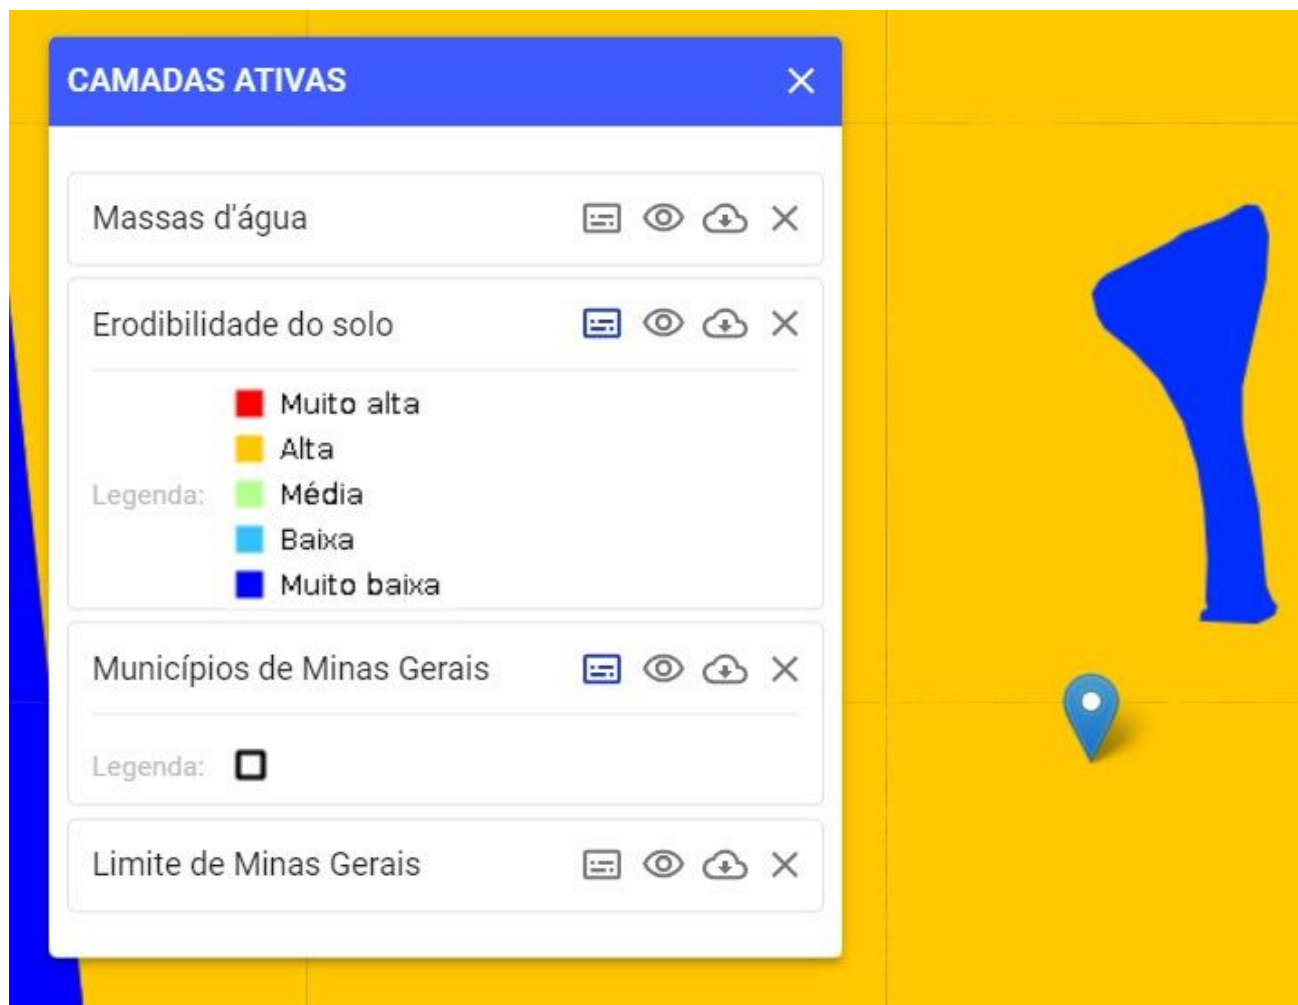 CAMADAS ATIVAS
Massas d'água
Erodibilidade do solo
Muito alta
Alta
Legenda: Média
Baixa
Muito baixa
Municípios de Minas Gerais
Legenda:
Limite de Minas Gerais